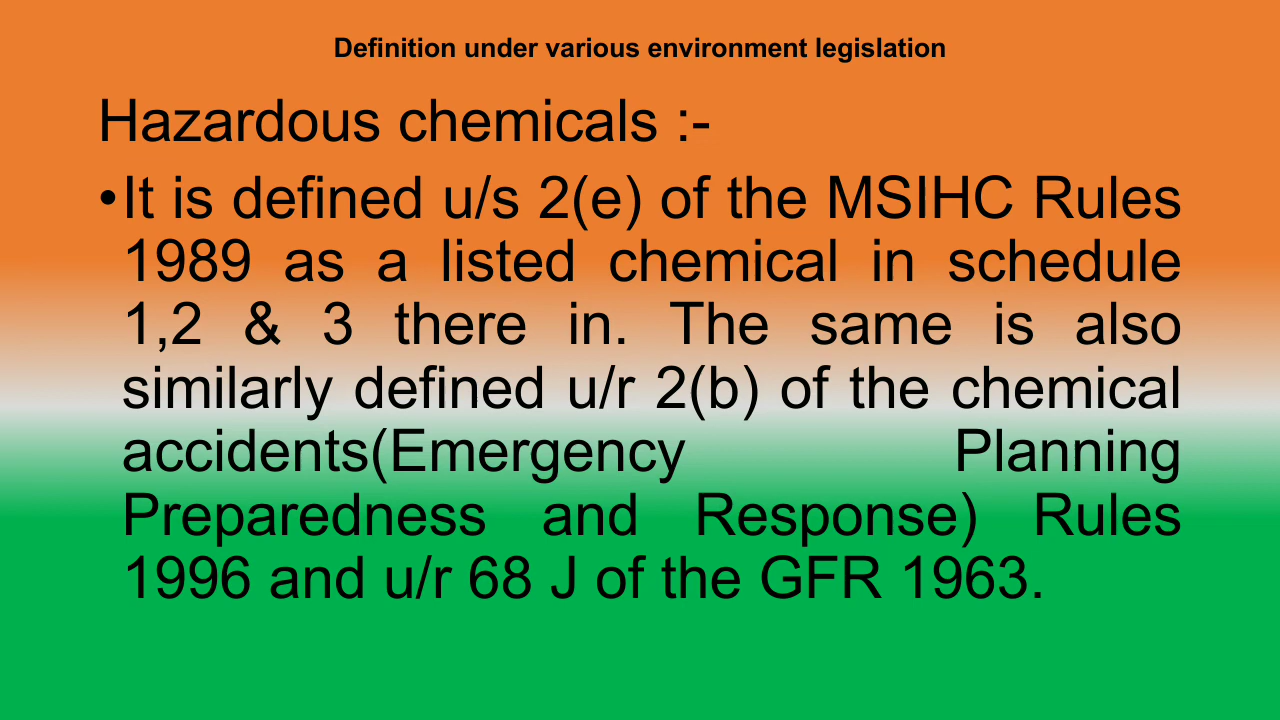 Definition under various environment legislation
Hazardous chemicals :-
•It is defined u/s 2(e) of the MSIHC Rules
1989 as a listed chemical in schedule
1,2 & 3 there in. The same is also
similarly defined u/r 2(b) of the chemical
accidents(Emergency Planning
Preparedness and Response) Rules
1996 and u/r 68 J of the GFR 1963.